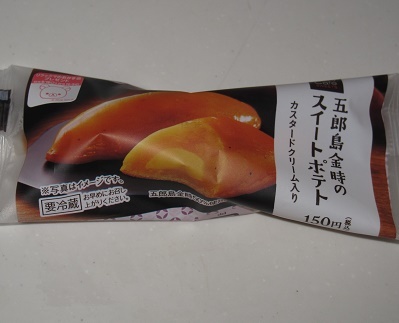 五郎島金時の
スイートポテト
カスタードクリーム入り
150円
※写真はイメージです。
要冷蔵
お早めにお召し
上がりください。